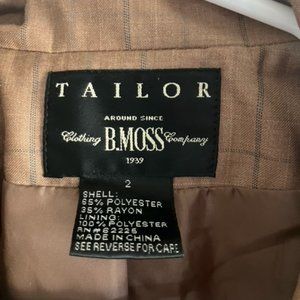 TAILOR
AROUND SINCE
Clothing B.MOSS Company
1939
2
SHELL:
65% POLYESTER
35% RAYON
LINING:
100% POLYESTER
RN# 62225
MADE IN CHINA
SEE REVERSE FOR CARE